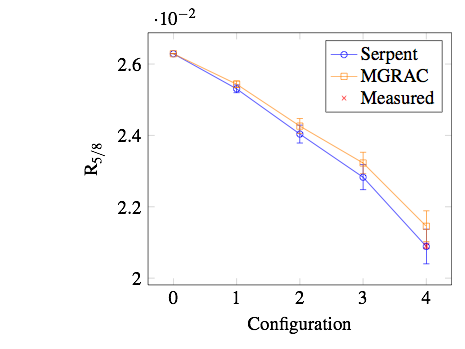 ·10⁻²
2.6
2.4
2.2
2
R₅/₈
0 1 2 3 4
Configuration
Serpent
MGRAC
Measured